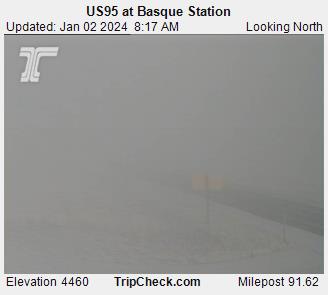 US95 at Basque Station
Updated: Jan 02 2024 8:17 AM Looking North
Elevation 4460 TripCheck.com Milepost 91.62